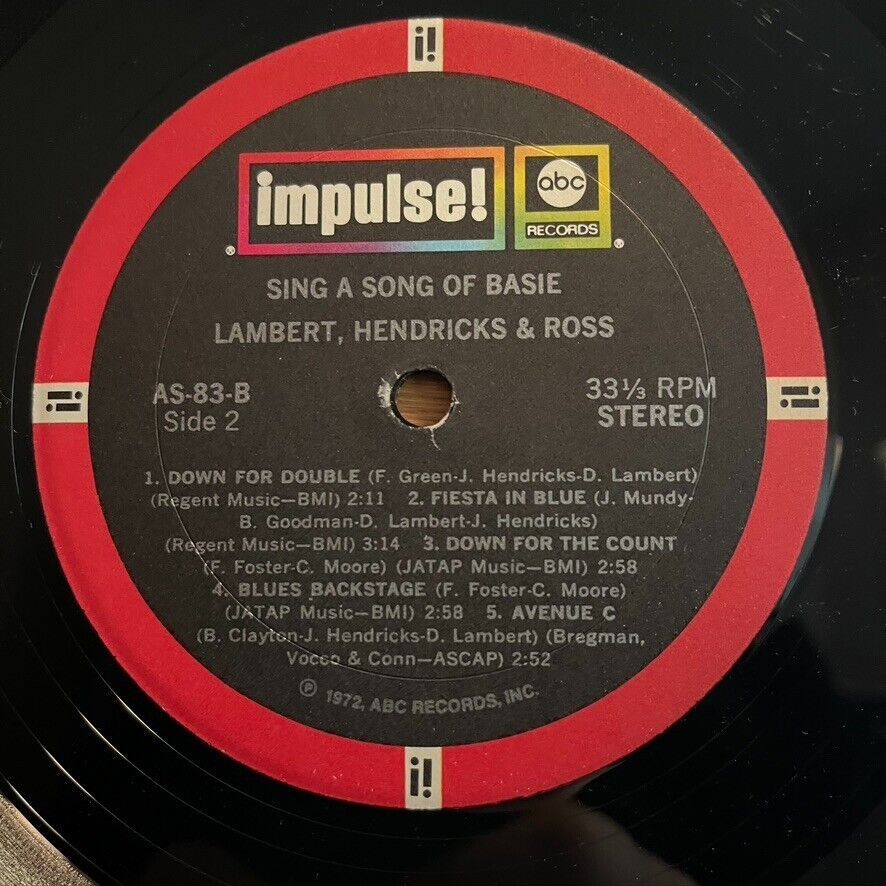 i!
impulse!
abc
RECORDS
®
®
SING A SONG OF BASIE
LAMBERT, HENDRICKS & ROSS
AS-83-B
33⅓ RPM
Side 2
STEREO
i!
i!
1. DOWN FOR DOUBLE (F. Green-J. Hendricks-D. Lambert)
(Regent Music—BMI) 2:11 2. FIESTA IN BLUE (J. Mundy-
B. Goodman-D. Lambert-J. Hendricks)
(Regent Music—BMI) 3:14 3. DOWN FOR THE COUNT
(F. Foster-C. Moore) (JATAP Music—BMI) 2:58
4. BLUES BACKSTAGE (F. Foster-C. Moore)
(JATAP Music—BMI) 2:58 5. AVENUE C
(B. Clayton-J. Hendricks-D. Lambert) (Bregman,
Vocco & Conn—ASCAP) 2:52
℗ 1972, ABC RECORDS, INC.
i!